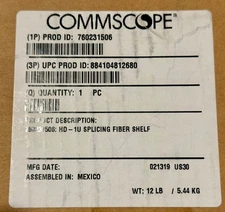 COMMSCOPE®
(1P) PROD ID: 760231506
(3P) UPC PROD ID: 884104812680
QUANTITY: 1 PC
PRODUCT DESCRIPTION:
HD-1U SPLICING FIBER SHELF
MFG DATE: 021319 US30
ASSEMBLED IN: MEXICO
WT: 12 LB / 5.44 KG